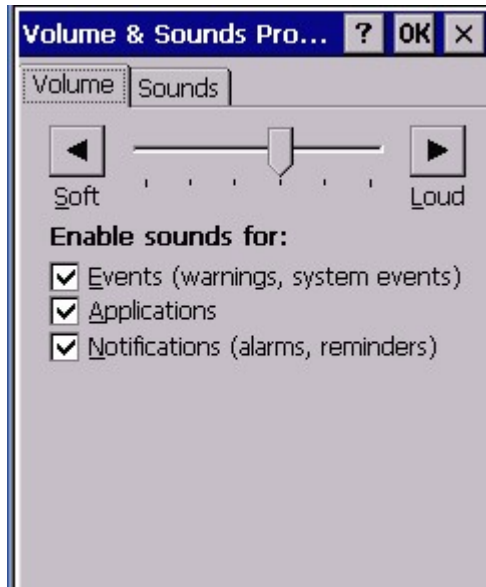 Volume & Sounds Pro... ? OK ×
Volume Sounds
Soft Loud
Enable sounds for:
Events (warnings, system events)
Applications
Notifications (alarms, reminders)